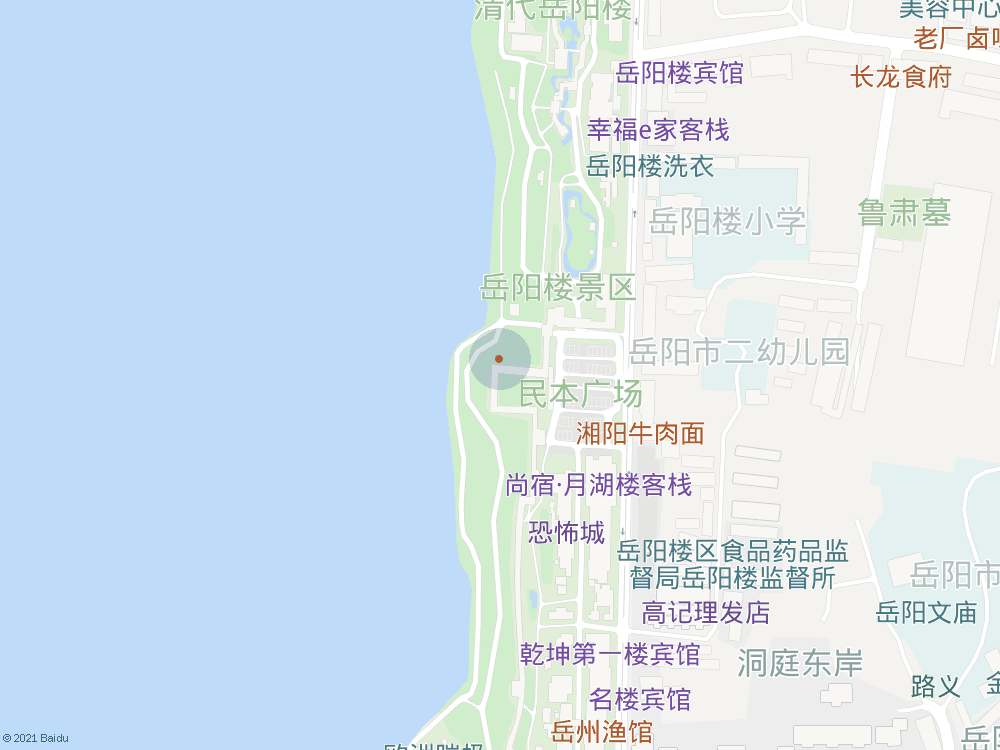 清代岳阳楼
美容中心
老厂卤味
岳阳楼宾馆
长龙食府
幸福e家客栈
岳阳楼洗衣
岳阳楼小学
鲁肃墓
岳阳楼景区
岳阳市二幼儿园
民本广场
湘阳牛肉面
尚宿·月湖楼客栈
恐怖城
岳阳楼区食品药品监
督局岳阳楼监督所
岳阳市
高记理发店
岳阳文庙
乾坤第一楼宾馆
洞庭东岸
路义
名楼宾馆
岳州渔馆
© 2021 Baidu